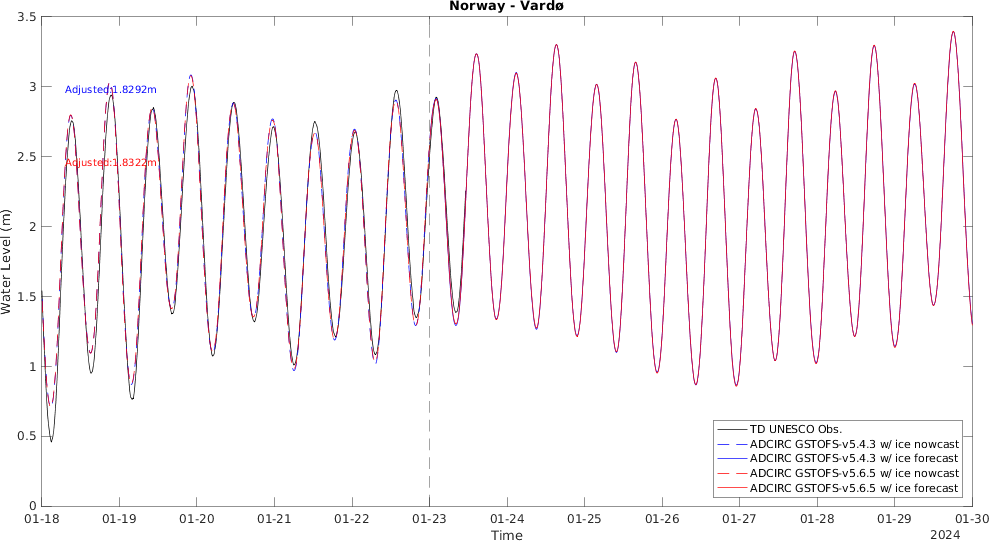 Norway - Vardø
3.5
3
2.5
2
1.5
1
0.5
0
Water Level (m)
Adjusted:1.8292m
Adjusted:1.8322m
TD UNESCO Obs.
ADCIRC GSTOFS-v5.4.3 w/ ice nowcast
ADCIRC GSTOFS-v5.4.3 w/ ice forecast
ADCIRC GSTOFS-v5.6.5 w/ ice nowcast
ADCIRC GSTOFS-v5.6.5 w/ ice forecast
01-18 01-19 01-20 01-21 01-22 01-23 01-24 01-25 01-26 01-27 01-28 01-29 01-30
Time
2024